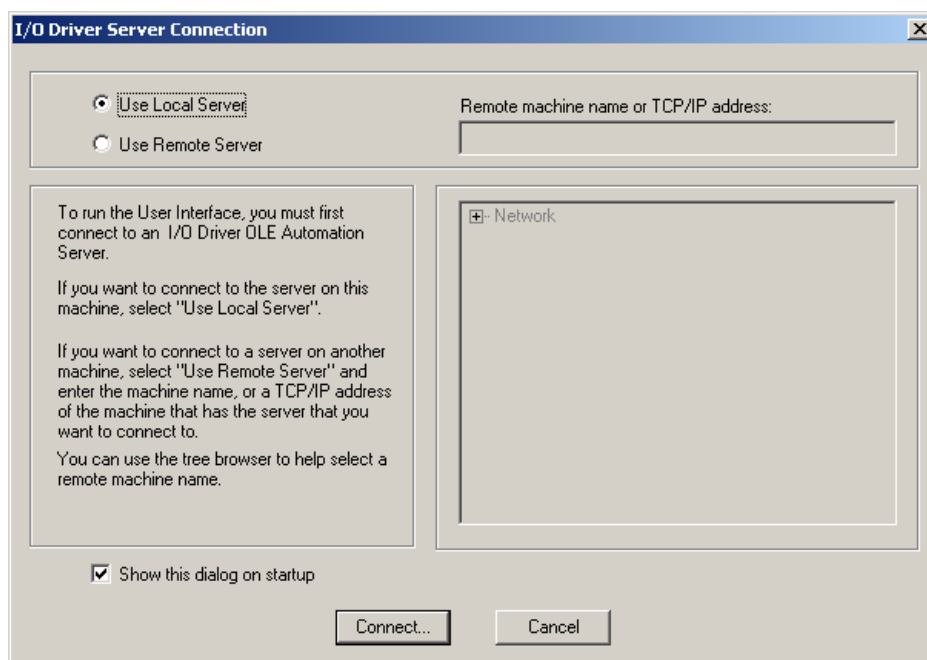 I/O Driver Server Connection
Use Local Server
Use Remote Server
Remote machine name or TCP/IP address:
To run the User Interface, you must first
connect to an I/O Driver OLE Automation
Server.
If you want to connect to the server on this
machine, select "Use Local Server".
If you want to connect to a server on another
machine, select "Use Remote Server" and
enter the machine name, or a TCP/IP address
of the machine that has the server that you
want to connect to.
You can use the tree browser to help select a
remote machine name.
Network
Show this dialog on startup
Connect...
Cancel